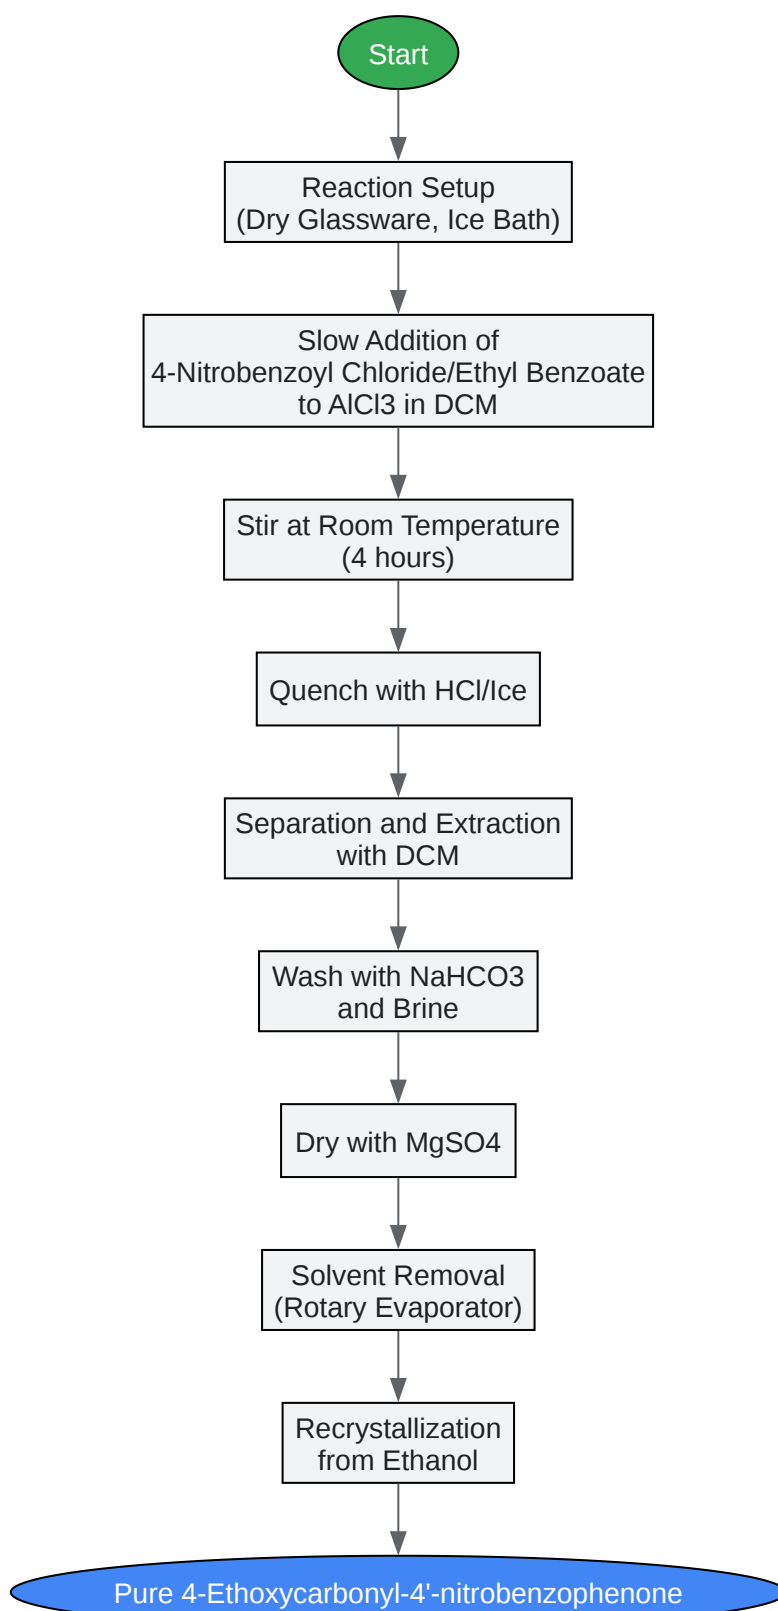 Start
Reaction Setup
(Dry Glassware, Ice Bath)
Slow Addition of
4-Nitrobenzoyl Chloride/Ethyl Benzoate
to AlCl3 in DCM
Stir at Room Temperature
(4 hours)
Quench with HCl/Ice
Separation and Extraction
with DCM
Wash with NaHCO3
and Brine
Dry with MgSO4
Solvent Removal
(Rotary Evaporator)
Recrystallization
from Ethanol
Pure 4-Ethoxycarbonyl-4'-nitrobenzophenone